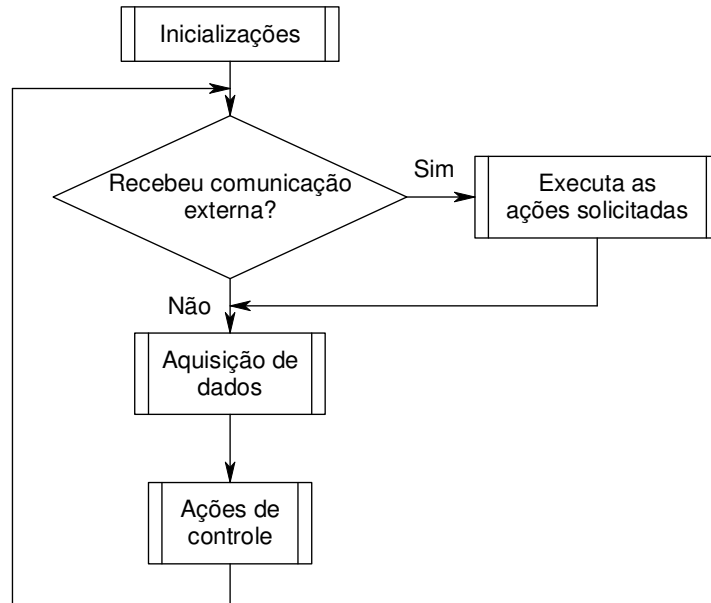 Inicializações
Recebeu comunicação
externa?
Sim
Executa as
ações solicitadas
Não
Aquisição de
dados
Ações de
controle